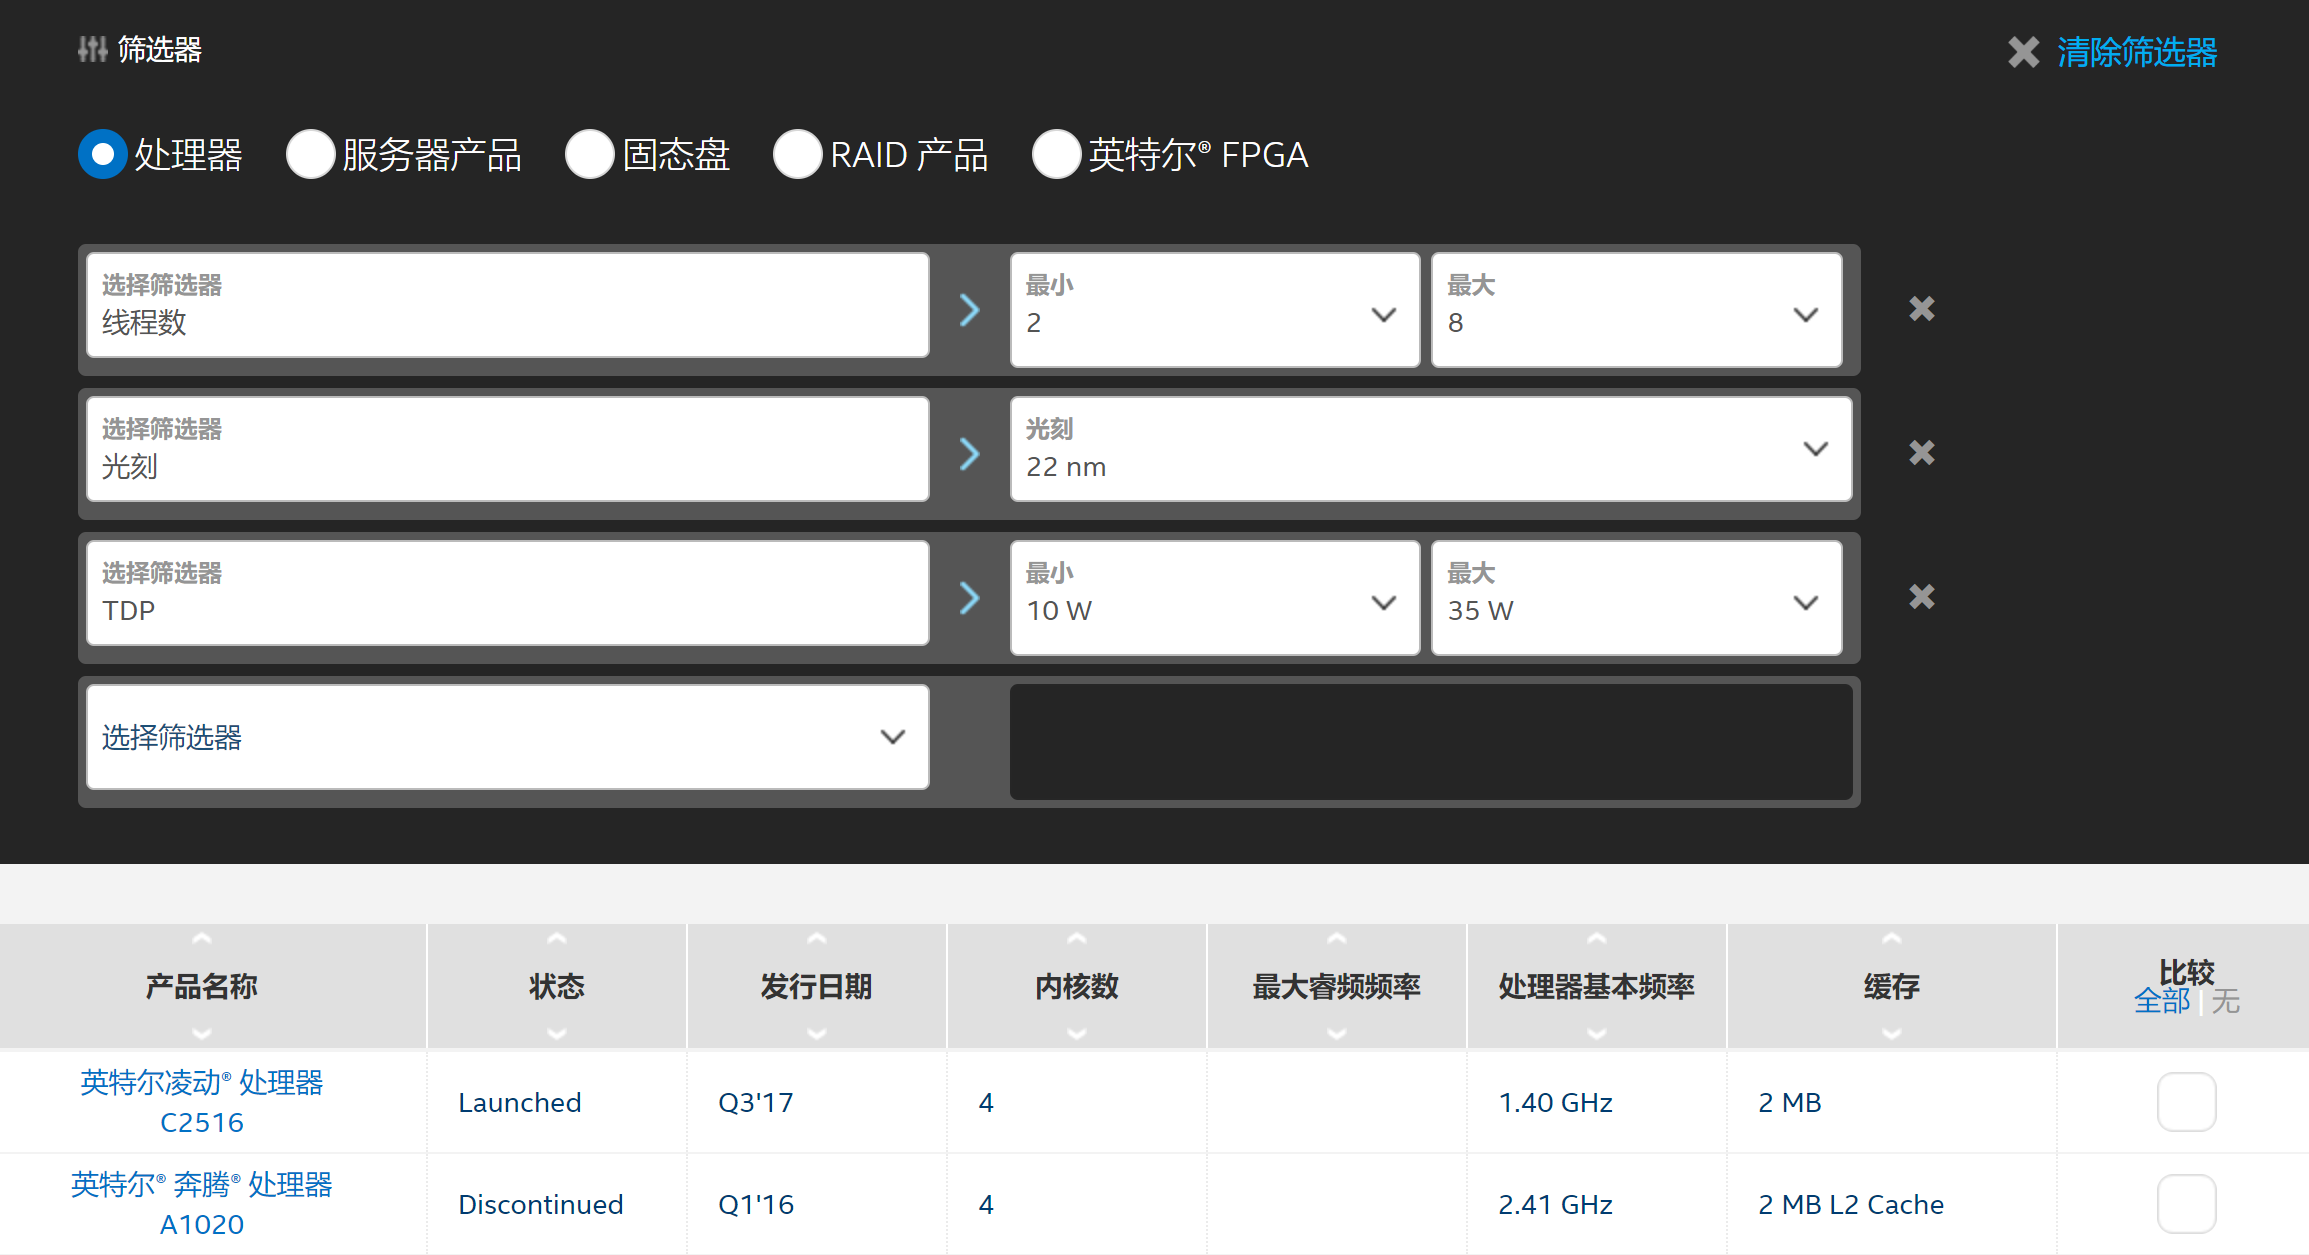 筛选器
清除筛选器
处理器 服务器产品 固态盘 RAID 产品 英特尔® FPGA
选择筛选器 最小 最大
线程数 2 8
选择筛选器 光刻
光刻 22 nm
选择筛选器 最小 最大
TDP 10 W 35 W
选择筛选器
产品名称 状态 发行日期 内核数 最大睿频频率 处理器基本频率 缓存 比较
全部 | 无
英特尔凌动® 处理器
C2516 Launched Q3'17 4 1.40 GHz 2 MB
英特尔® 奔腾® 处理器
A1020 Discontinued Q1'16 4 2.41 GHz 2 MB L2 Cache